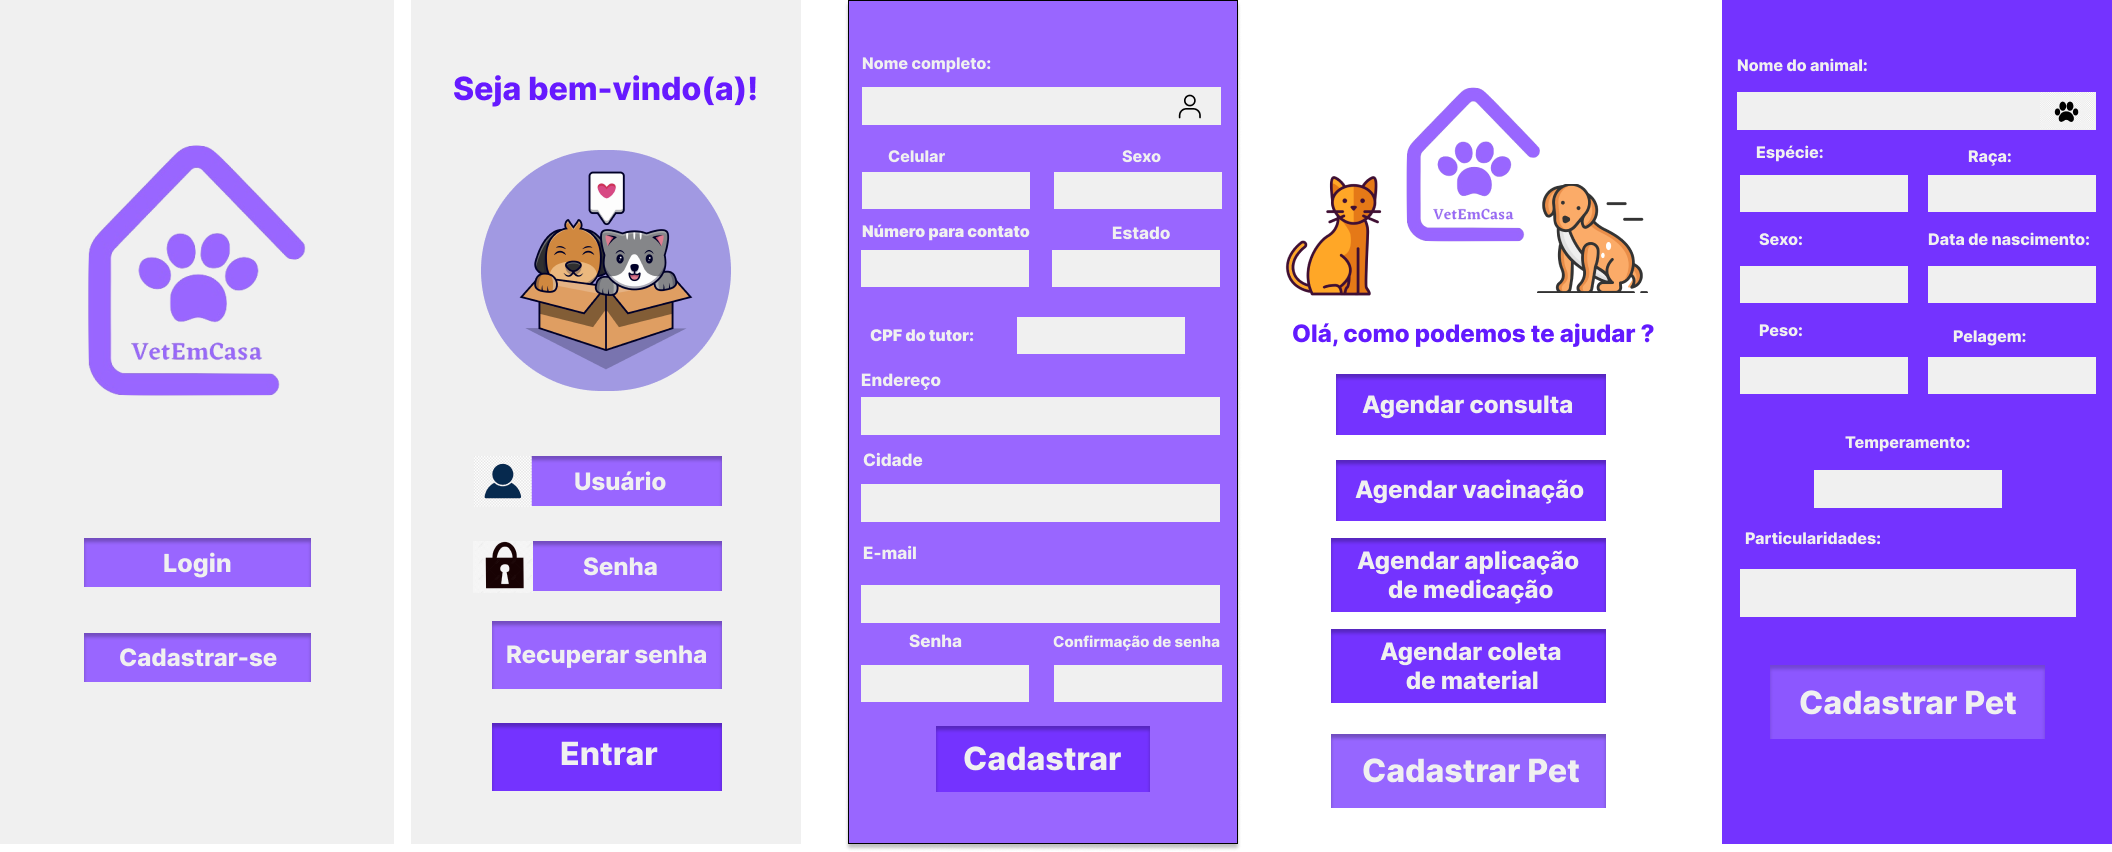 VetEmCasa
Login
Cadastrar-se
Seja bem-vindo(a)!
Usuário
Senha
Recuperar senha
Entrar
Nome completo:
Celular
Sexo
Número para contato
Estado
CPF do tutor:
Endereço
Cidade
E-mail
Senha
Confirmação de senha
Cadastrar
VetEmCasa
Olá, como podemos te ajudar ?
Agendar consulta
Agendar vacinação
Agendar aplicação
de medicação
Agendar coleta
de material
Cadastrar Pet
Nome do animal:
Espécie:
Raça:
Sexo:
Data de nascimento:
Peso:
Pelagem:
Temperamento:
Particularidades:
Cadastrar Pet